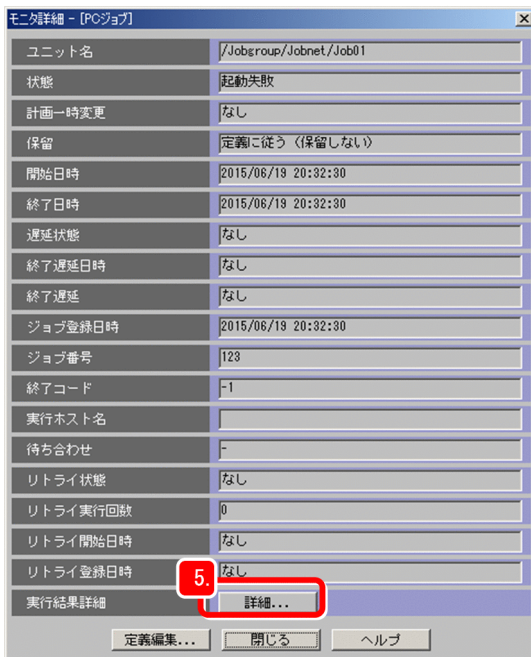 モニタ詳細 - [PCジョブ]
ユニット名 /Jobgroup/Jobnet/Job01
状態 起動失敗
計画一時変更 なし
保留 定義に従う（保留しない）
開始日時 2015/06/19 20:32:30
終了日時 2015/06/19 20:32:30
遅延状態 なし
終了遅延日時 なし
終了遅延 なし
ジョブ登録日時 2015/06/19 20:32:30
ジョブ番号 123
終了コード -1
実行ホスト名
待ち合わせ -
リトライ状態 なし
リトライ実行回数 0
リトライ開始日時 なし
リトライ登録日時 なし
5.
実行結果詳細 詳細...
定義編集... 閉じる ヘルプ